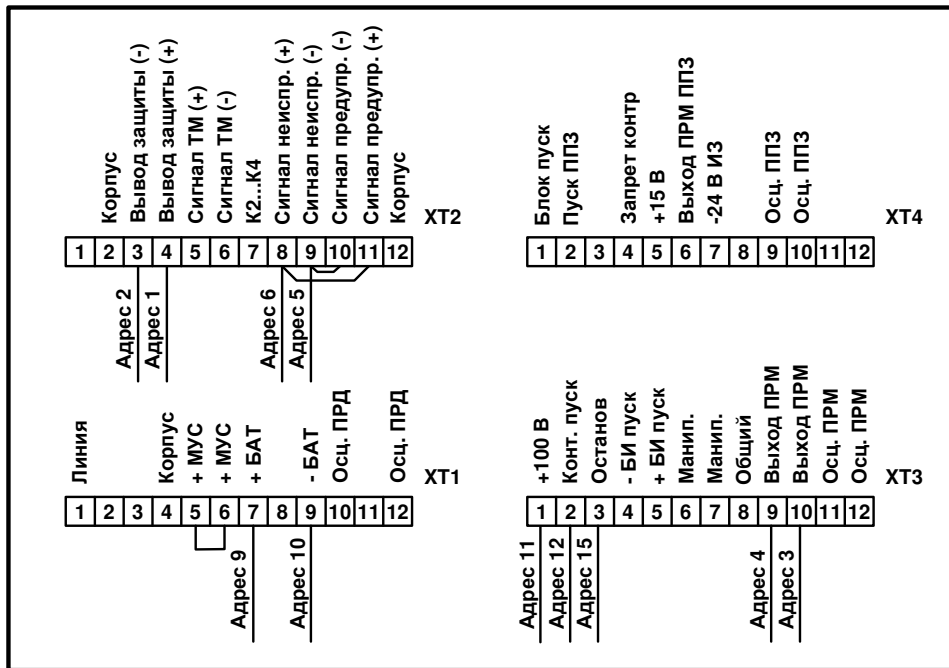 Корпус
Вывод защиты (-)
Вывод защиты (+)
Сигнал ТМ (+)
Сигнал ТМ (-)
К2...К4
Сигнал неиспр. (+)
Сигнал неиспр. (-)
Сигнал предупр. (-)
Сигнал предупр. (+)
Корпус
XT2
1 2 3 4 5 6 7 8 9 10 11 12
Адрес 2
Адрес 1
Адрес 6
Адрес 5
Блок пуск
Пуск ППЗ
Запрет контр
+15 В
Выход ПРМ ППЗ
-24 В ИЗ
Осц. ППЗ
Осц. ППЗ
XT4
1 2 3 4 5 6 7 8 9 10 11 12
Линия
Корпус
+ МУС
+ МУС
+ БАТ
- БАТ
Осц. ПРД
Осц. ПРД
XT1
1 2 3 4 5 6 7 8 9 10 11 12
Адрес 9
Адрес 10
+100 В
Конт. пуск
Останов
- БИ пуск
+ БИ пуск
Манип.
Манип.
Общий
Выход ПРМ
Выход ПРМ
Осц. ПРМ
Осц. ПРМ
XT3
1 2 3 4 5 6 7 8 9 10 11 12
Адрес 11
Адрес 12
Адрес 15
Адрес 4
Адрес 3